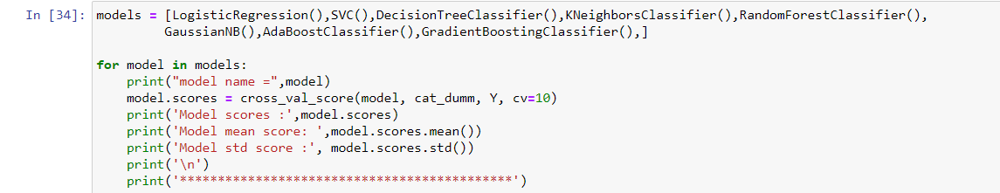 In [34]: models = [LogisticRegression(),SVC(),DecisionTreeClassifier(),KNeighborsClassifier(),RandomForestClassifier(),
         GaussianNB(),AdaBoostClassifier(),GradientBoostingClassifier(),]

for model in models:
    print("model name =",model)
    model.scores = cross_val_score(model, cat_dumm, Y, cv=10)
    print('Model scores :',model.scores)
    print('Model mean score: ',model.scores.mean())
    print('Model std score :', model.scores.std())
    print('\n')
    print('********************************************')